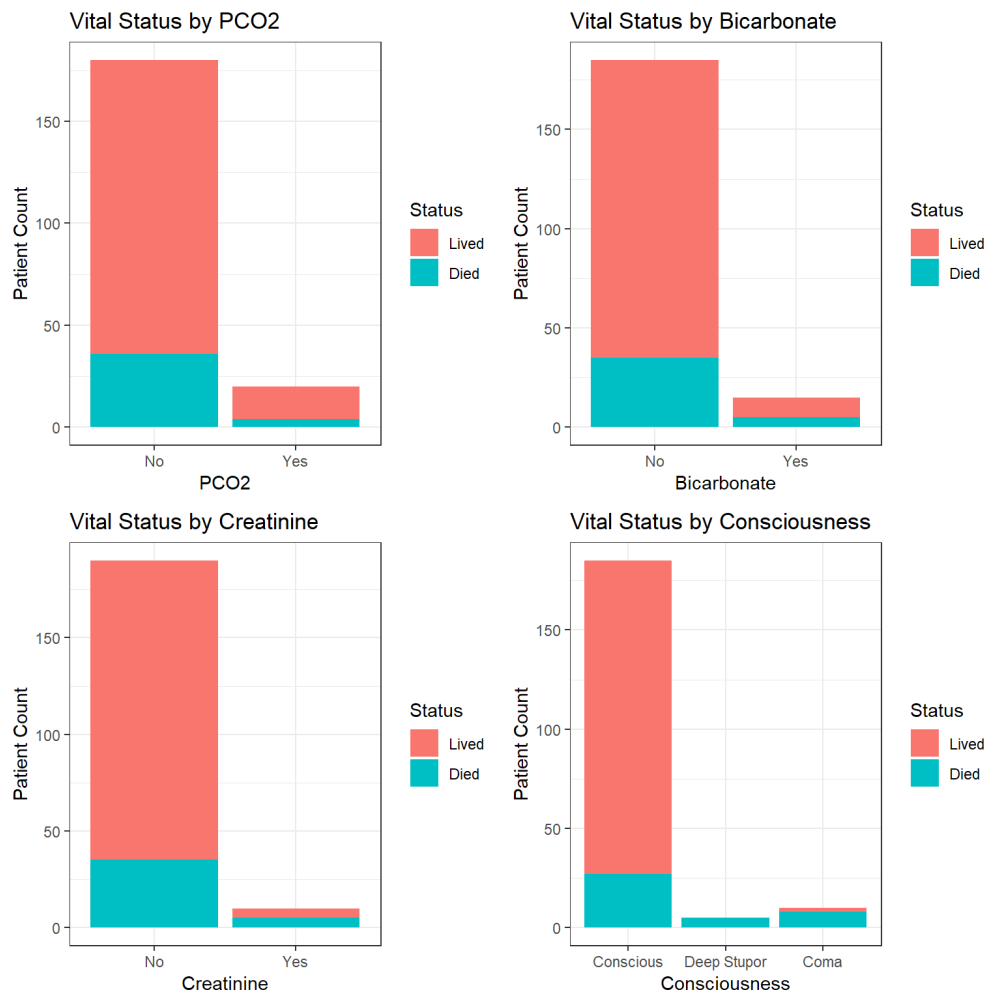 Vital Status by PCO2
Patient Count
150
100
50
0
No Yes
PCO2
Status
Lived
Died
Vital Status by Bicarbonate
Patient Count
150
100
50
0
No Yes
Bicarbonate
Status
Lived
Died
Vital Status by Creatinine
Patient Count
150
100
50
0
No Yes
Creatinine
Status
Lived
Died
Vital Status by Consciousness
Patient Count
150
100
50
0
Conscious Deep Stupor Coma
Consciousness
Status
Lived
Died